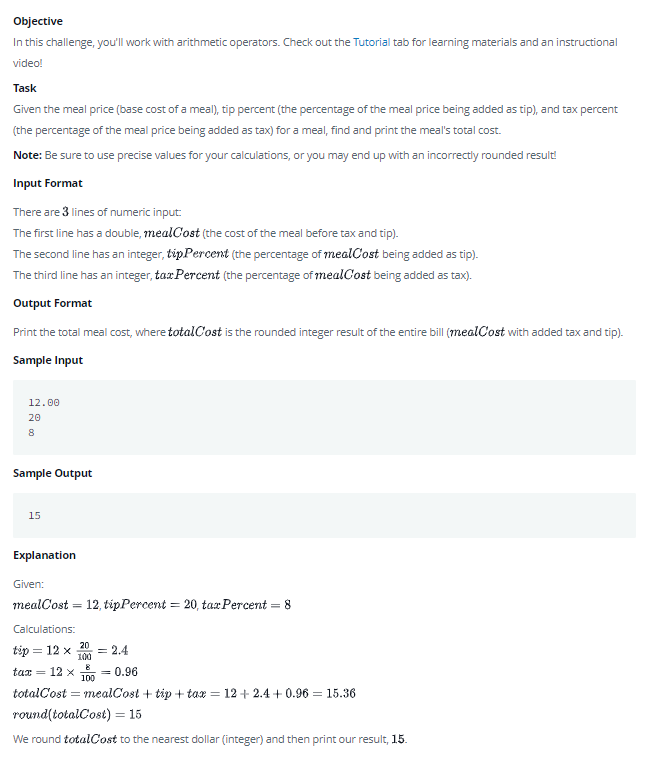 Objective
In this challenge, you'll work with arithmetic operators. Check out the Tutorial tab for learning materials and an instructional
video!
Task
Given the meal price (base cost of a meal), tip percent (the percentage of the meal price being added as tip), and tax percent
(the percentage of the meal price being added as tax) for a meal, find and print the meal's total cost.
Note: Be sure to use precise values for your calculations, or you may end up with an incorrectly rounded result!
Input Format
There are 3 lines of numeric input:
The first line has a double, mealCost (the cost of the meal before tax and tip).
The second line has an integer, tipPercent (the percentage of mealCost being added as tip).
The third line has an integer, taxPercent (the percentage of mealCost being added as tax).
Output Format
Print the total meal cost, where totalCost is the rounded integer result of the entire bill (mealCost with added tax and tip).
Sample Input
12.00
20
8
Sample Output
15
Explanation
Given:
mealCost = 12, tipPercent = 20, taxPercent = 8
Calculations:
tip = 12 × 20/100 = 2.4
tax = 12 × 8/100 = 0.96
totalCost = mealCost + tip + tax = 12 + 2.4 + 0.96 = 15.36
round(totalCost) = 15
We round totalCost to the nearest dollar (integer) and then print our result, 15.